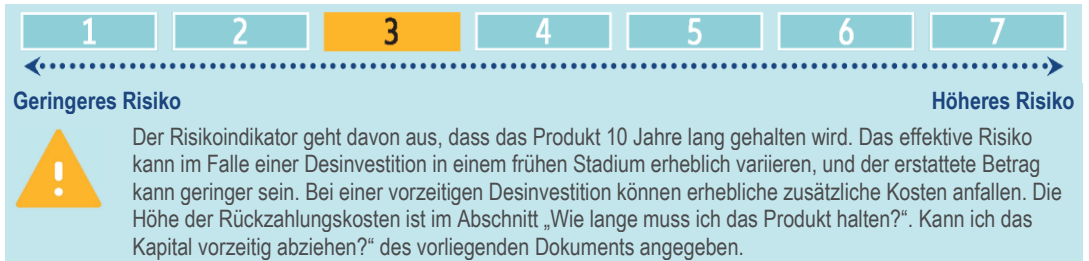 1 2 3 4 5 6 7
Geringeres Risiko Höheres Risiko
! Der Risikoindikator geht davon aus, dass das Produkt 10 Jahre lang gehalten wird. Das effektive Risiko
kann im Falle einer Desinvestition in einem frühen Stadium erheblich variieren, und der erstattete Betrag
kann geringer sein. Bei einer vorzeitigen Desinvestition können erhebliche zusätzliche Kosten anfallen. Die
Höhe der Rückzahlungskosten ist im Abschnitt „Wie lange muss ich das Produkt halten?“. Kann ich das
Kapital vorzeitig abziehen?“ des vorliegenden Dokuments angegeben.